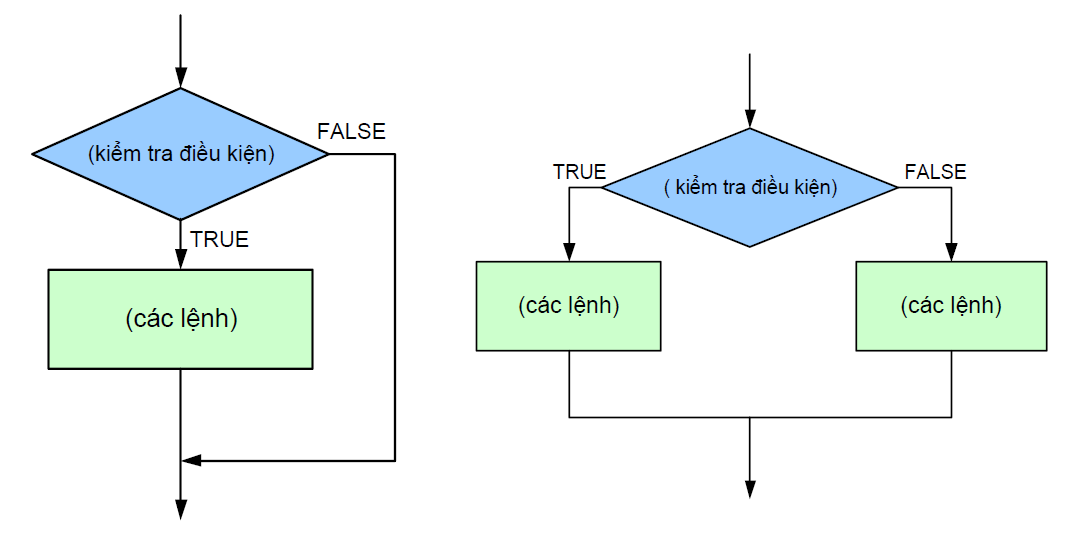 FALSE
(kiểm tra điều kiện)
TRUE
(các lệnh)
TRUE
FALSE
( kiểm tra điều kiện)
(các lệnh)
(các lệnh)